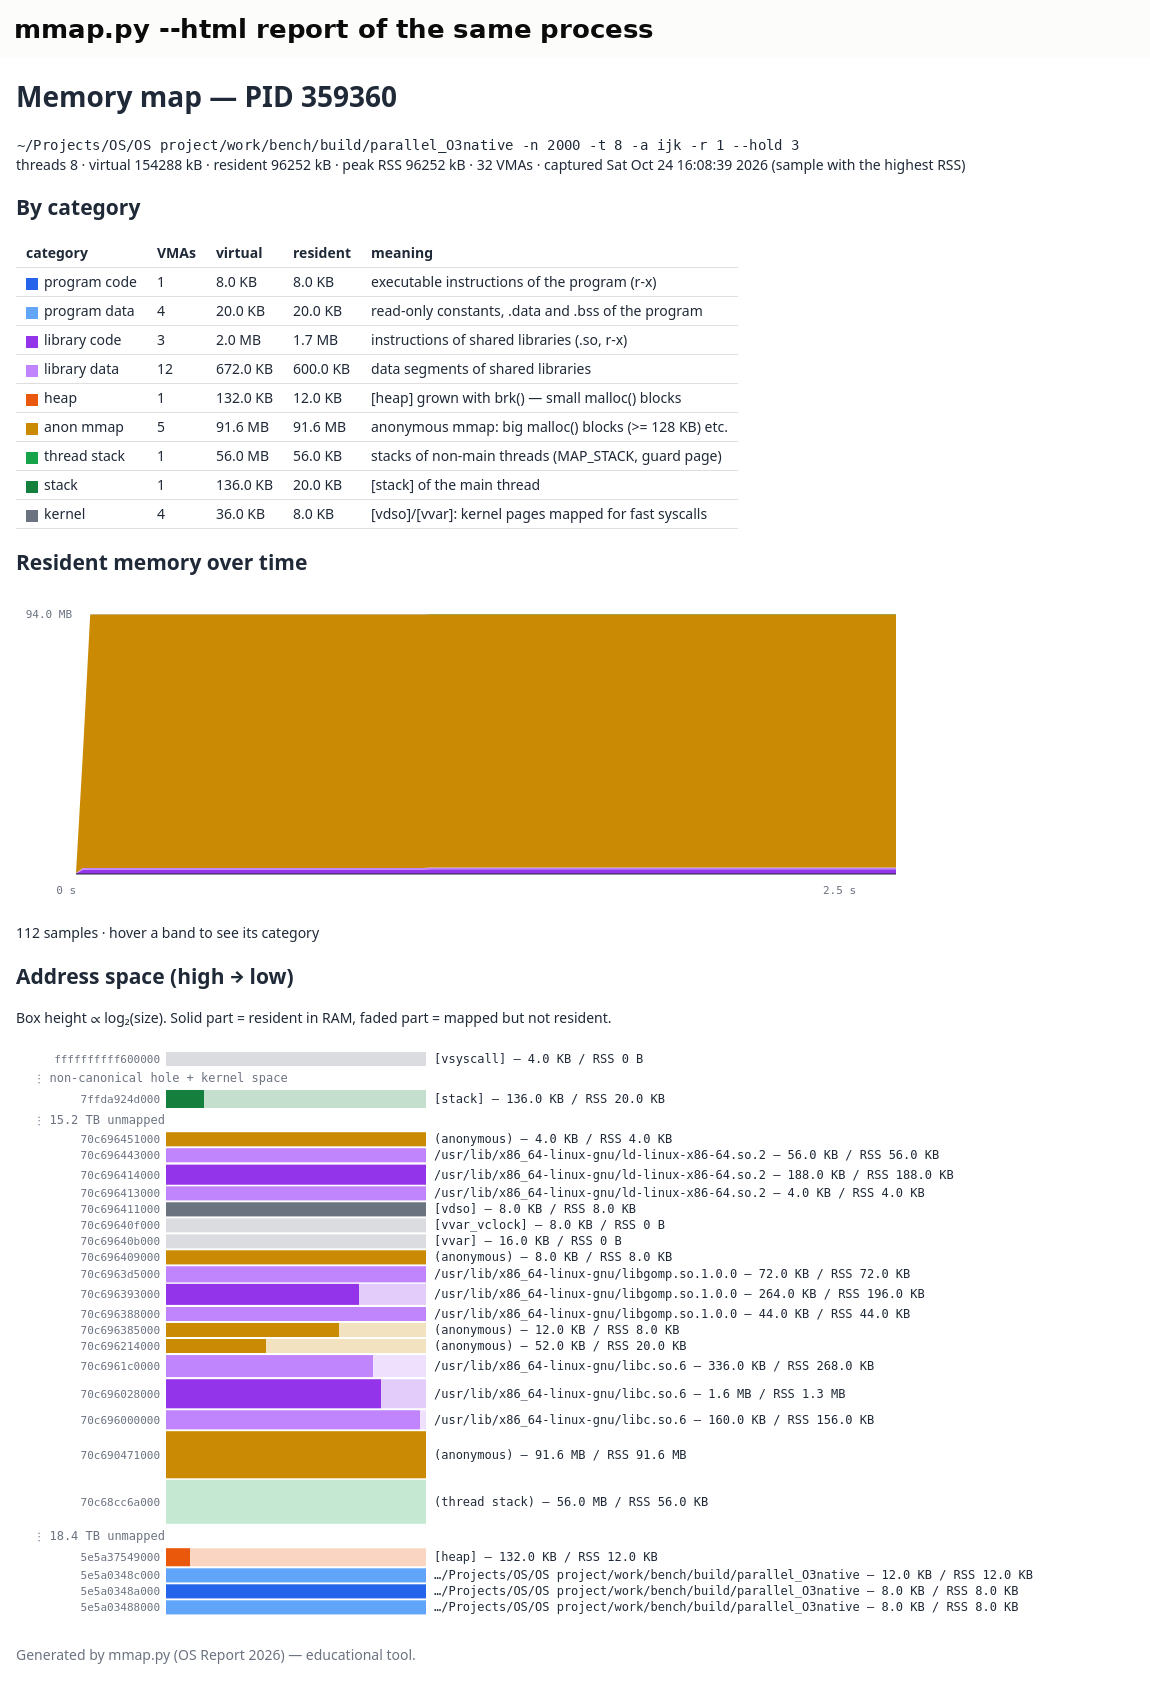 mmap.py --html report of the same process
Memory map — PID 359360
~/Projects/OS/OS project/work/bench/build/parallel_O3native -n 2000 -t 8 -a ijk -r 1 --hold 3
threads 8 · virtual 154288 kB · resident 96252 kB · peak RSS 96252 kB · 32 VMAs · captured Sat Oct 24 16:08:39 2026 (sample with the highest RSS)
By category
category VMAs virtual resident meaning
program code 1 8.0 KB 8.0 KB executable instructions of the program (r-x)
program data 4 20.0 KB 20.0 KB read-only constants, .data and .bss of the program
library code 3 2.0 MB 1.7 MB instructions of shared libraries (.so, r-x)
library data 12 672.0 KB 600.0 KB data segments of shared libraries
heap 1 132.0 KB 12.0 KB [heap] grown with brk() — small malloc() blocks
anon mmap 5 91.6 MB 91.6 MB anonymous mmap: big malloc() blocks (>= 128 KB) etc.
thread stack 1 56.0 MB 56.0 KB stacks of non-main threads (MAP_STACK, guard page)
stack 1 136.0 KB 20.0 KB [stack] of the main thread
kernel 4 36.0 KB 8.0 KB [vdso]/[vvar]: kernel pages mapped for fast syscalls
Resident memory over time
94.0 MB
0 s 2.5 s
112 samples · hover a band to see its category
Address space (high → low)
Box height ∝ log₂(size). Solid part = resident in RAM, faded part = mapped but not resident.
ffffffffff600000 [vsyscall] — 4.0 KB / RSS 0 B
⋮ non-canonical hole + kernel space
7ffda924d000 [stack] — 136.0 KB / RSS 20.0 KB
⋮ 15.2 TB unmapped
70c696451000 (anonymous) — 4.0 KB / RSS 4.0 KB
70c696443000 /usr/lib/x86_64-linux-gnu/ld-linux-x86-64.so.2 — 56.0 KB / RSS 56.0 KB
70c696414000 /usr/lib/x86_64-linux-gnu/ld-linux-x86-64.so.2 — 188.0 KB / RSS 188.0 KB
70c696413000 /usr/lib/x86_64-linux-gnu/ld-linux-x86-64.so.2 — 4.0 KB / RSS 4.0 KB
70c696411000 [vdso] — 8.0 KB / RSS 8.0 KB
70c69640f000 [vvar_vclock] — 8.0 KB / RSS 0 B
70c69640b000 [vvar] — 16.0 KB / RSS 0 B
70c696409000 (anonymous) — 8.0 KB / RSS 8.0 KB
70c6963d5000 /usr/lib/x86_64-linux-gnu/libgomp.so.1.0.0 — 72.0 KB / RSS 72.0 KB
70c696393000 /usr/lib/x86_64-linux-gnu/libgomp.so.1.0.0 — 264.0 KB / RSS 196.0 KB
70c696388000 /usr/lib/x86_64-linux-gnu/libgomp.so.1.0.0 — 44.0 KB / RSS 44.0 KB
70c696385000 (anonymous) — 12.0 KB / RSS 8.0 KB
70c696214000 (anonymous) — 52.0 KB / RSS 20.0 KB
70c6961c0000 /usr/lib/x86_64-linux-gnu/libc.so.6 — 336.0 KB / RSS 268.0 KB
70c696028000 /usr/lib/x86_64-linux-gnu/libc.so.6 — 1.6 MB / RSS 1.3 MB
70c696000000 /usr/lib/x86_64-linux-gnu/libc.so.6 — 160.0 KB / RSS 156.0 KB
70c690471000 (anonymous) — 91.6 MB / RSS 91.6 MB
70c68cc6a000 (thread stack) — 56.0 MB / RSS 56.0 KB
⋮ 18.4 TB unmapped
5e5a37549000 [heap] — 132.0 KB / RSS 12.0 KB
5e5a0348c000 …/Projects/OS/OS project/work/bench/build/parallel_O3native — 12.0 KB / RSS 12.0 KB
5e5a0348a000 …/Projects/OS/OS project/work/bench/build/parallel_O3native — 8.0 KB / RSS 8.0 KB
5e5a03488000 …/Projects/OS/OS project/work/bench/build/parallel_O3native — 8.0 KB / RSS 8.0 KB
Generated by mmap.py (OS Report 2026) — educational tool.